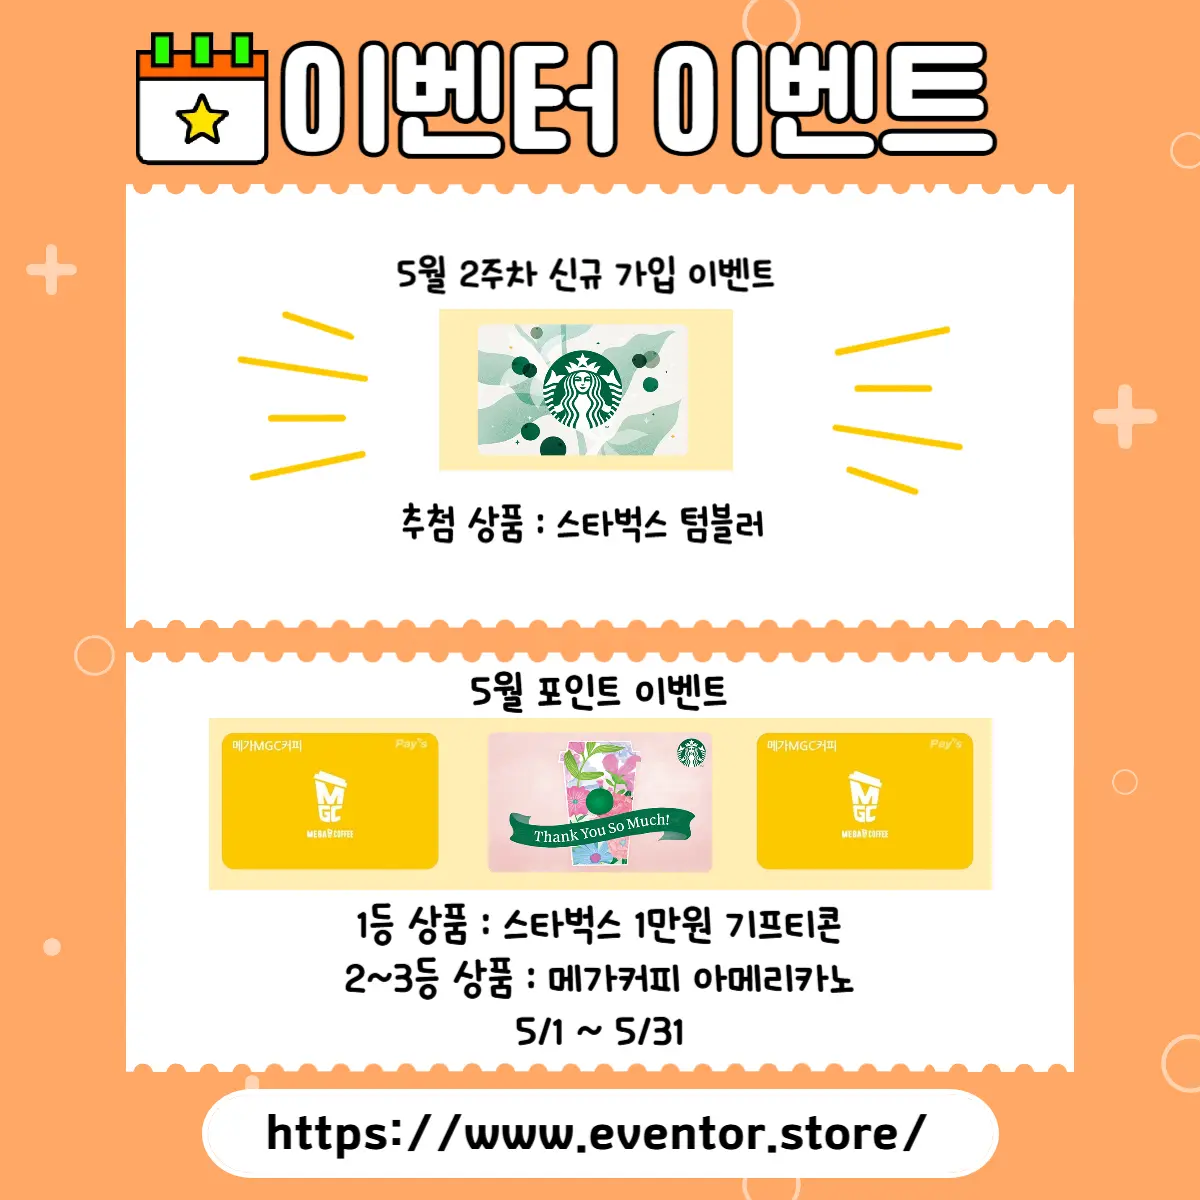 이벤터 이벤트
5월 2주차 신규 가입 이벤트
추첨 상품 : 스타벅스 텀블러
5월 포인트 이벤트
메가MGC커피
Pay's
MGC
MEGA COFFEE
Thank You So Much!
메가MGC커피
Pay's
MGC
MEGA COFFEE
1등 상품 : 스타벅스 1만원 기프티콘
2~3등 상품 : 메가커피 아메리카노
5/1 ~ 5/31
https://www.eventor.store/